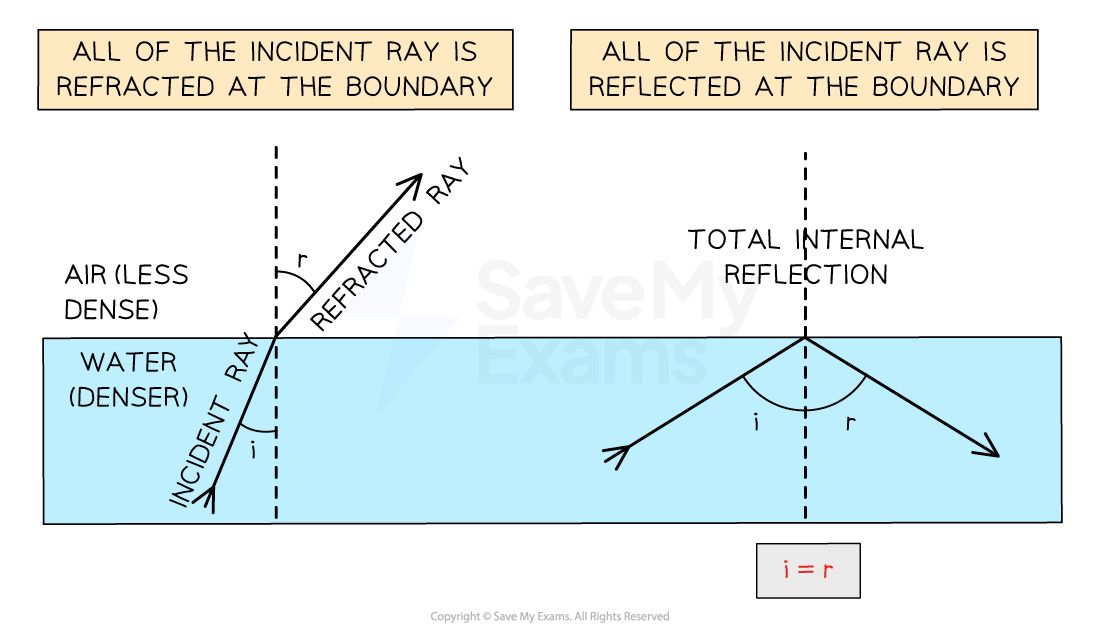 ALL OF THE INCIDENT RAY IS
REFRACTED AT THE BOUNDARY
ALL OF THE INCIDENT RAY IS
REFLECTED AT THE BOUNDARY
REFRACTED RAY
r
AIR (LESS
DENSE)
TOTAL INTERNAL
REFLECTION
SaveMy
Exams
WATER
(DENSER)
INCIDENT RAY
i
i
r
i = r
Copyright © Save My Exams. All Rights Reserved